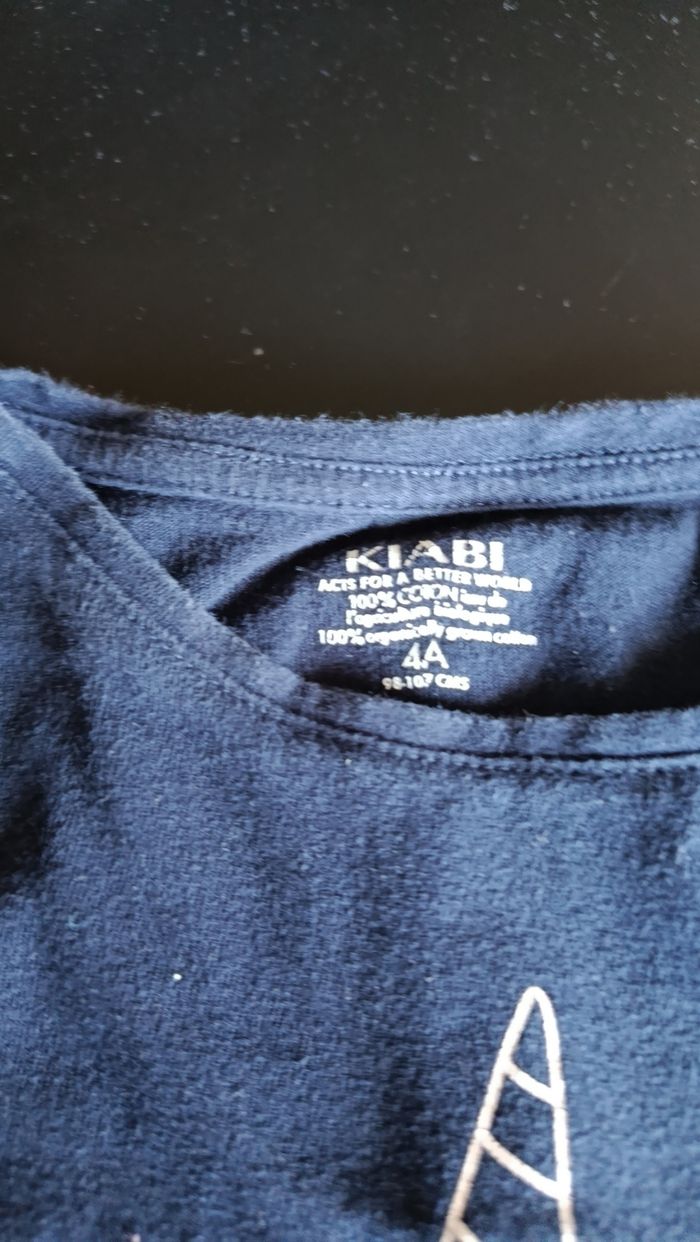 KIABI
ACTS FOR A BETTER WORLD
100% COTON issu de
l'agriculture biologique
100% organically grown cotton
4A
98-107 CMS